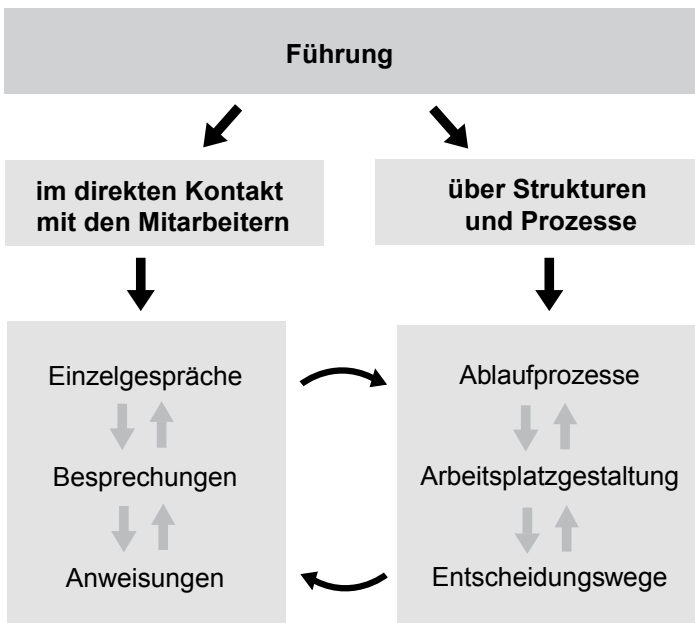 Führung
im direkten Kontakt
mit den Mitarbeitern
über Strukturen
und Prozesse
Einzelgespräche
Besprechungen
Anweisungen
Ablaufprozesse
Arbeitsplatzgestaltung
Entscheidungswege